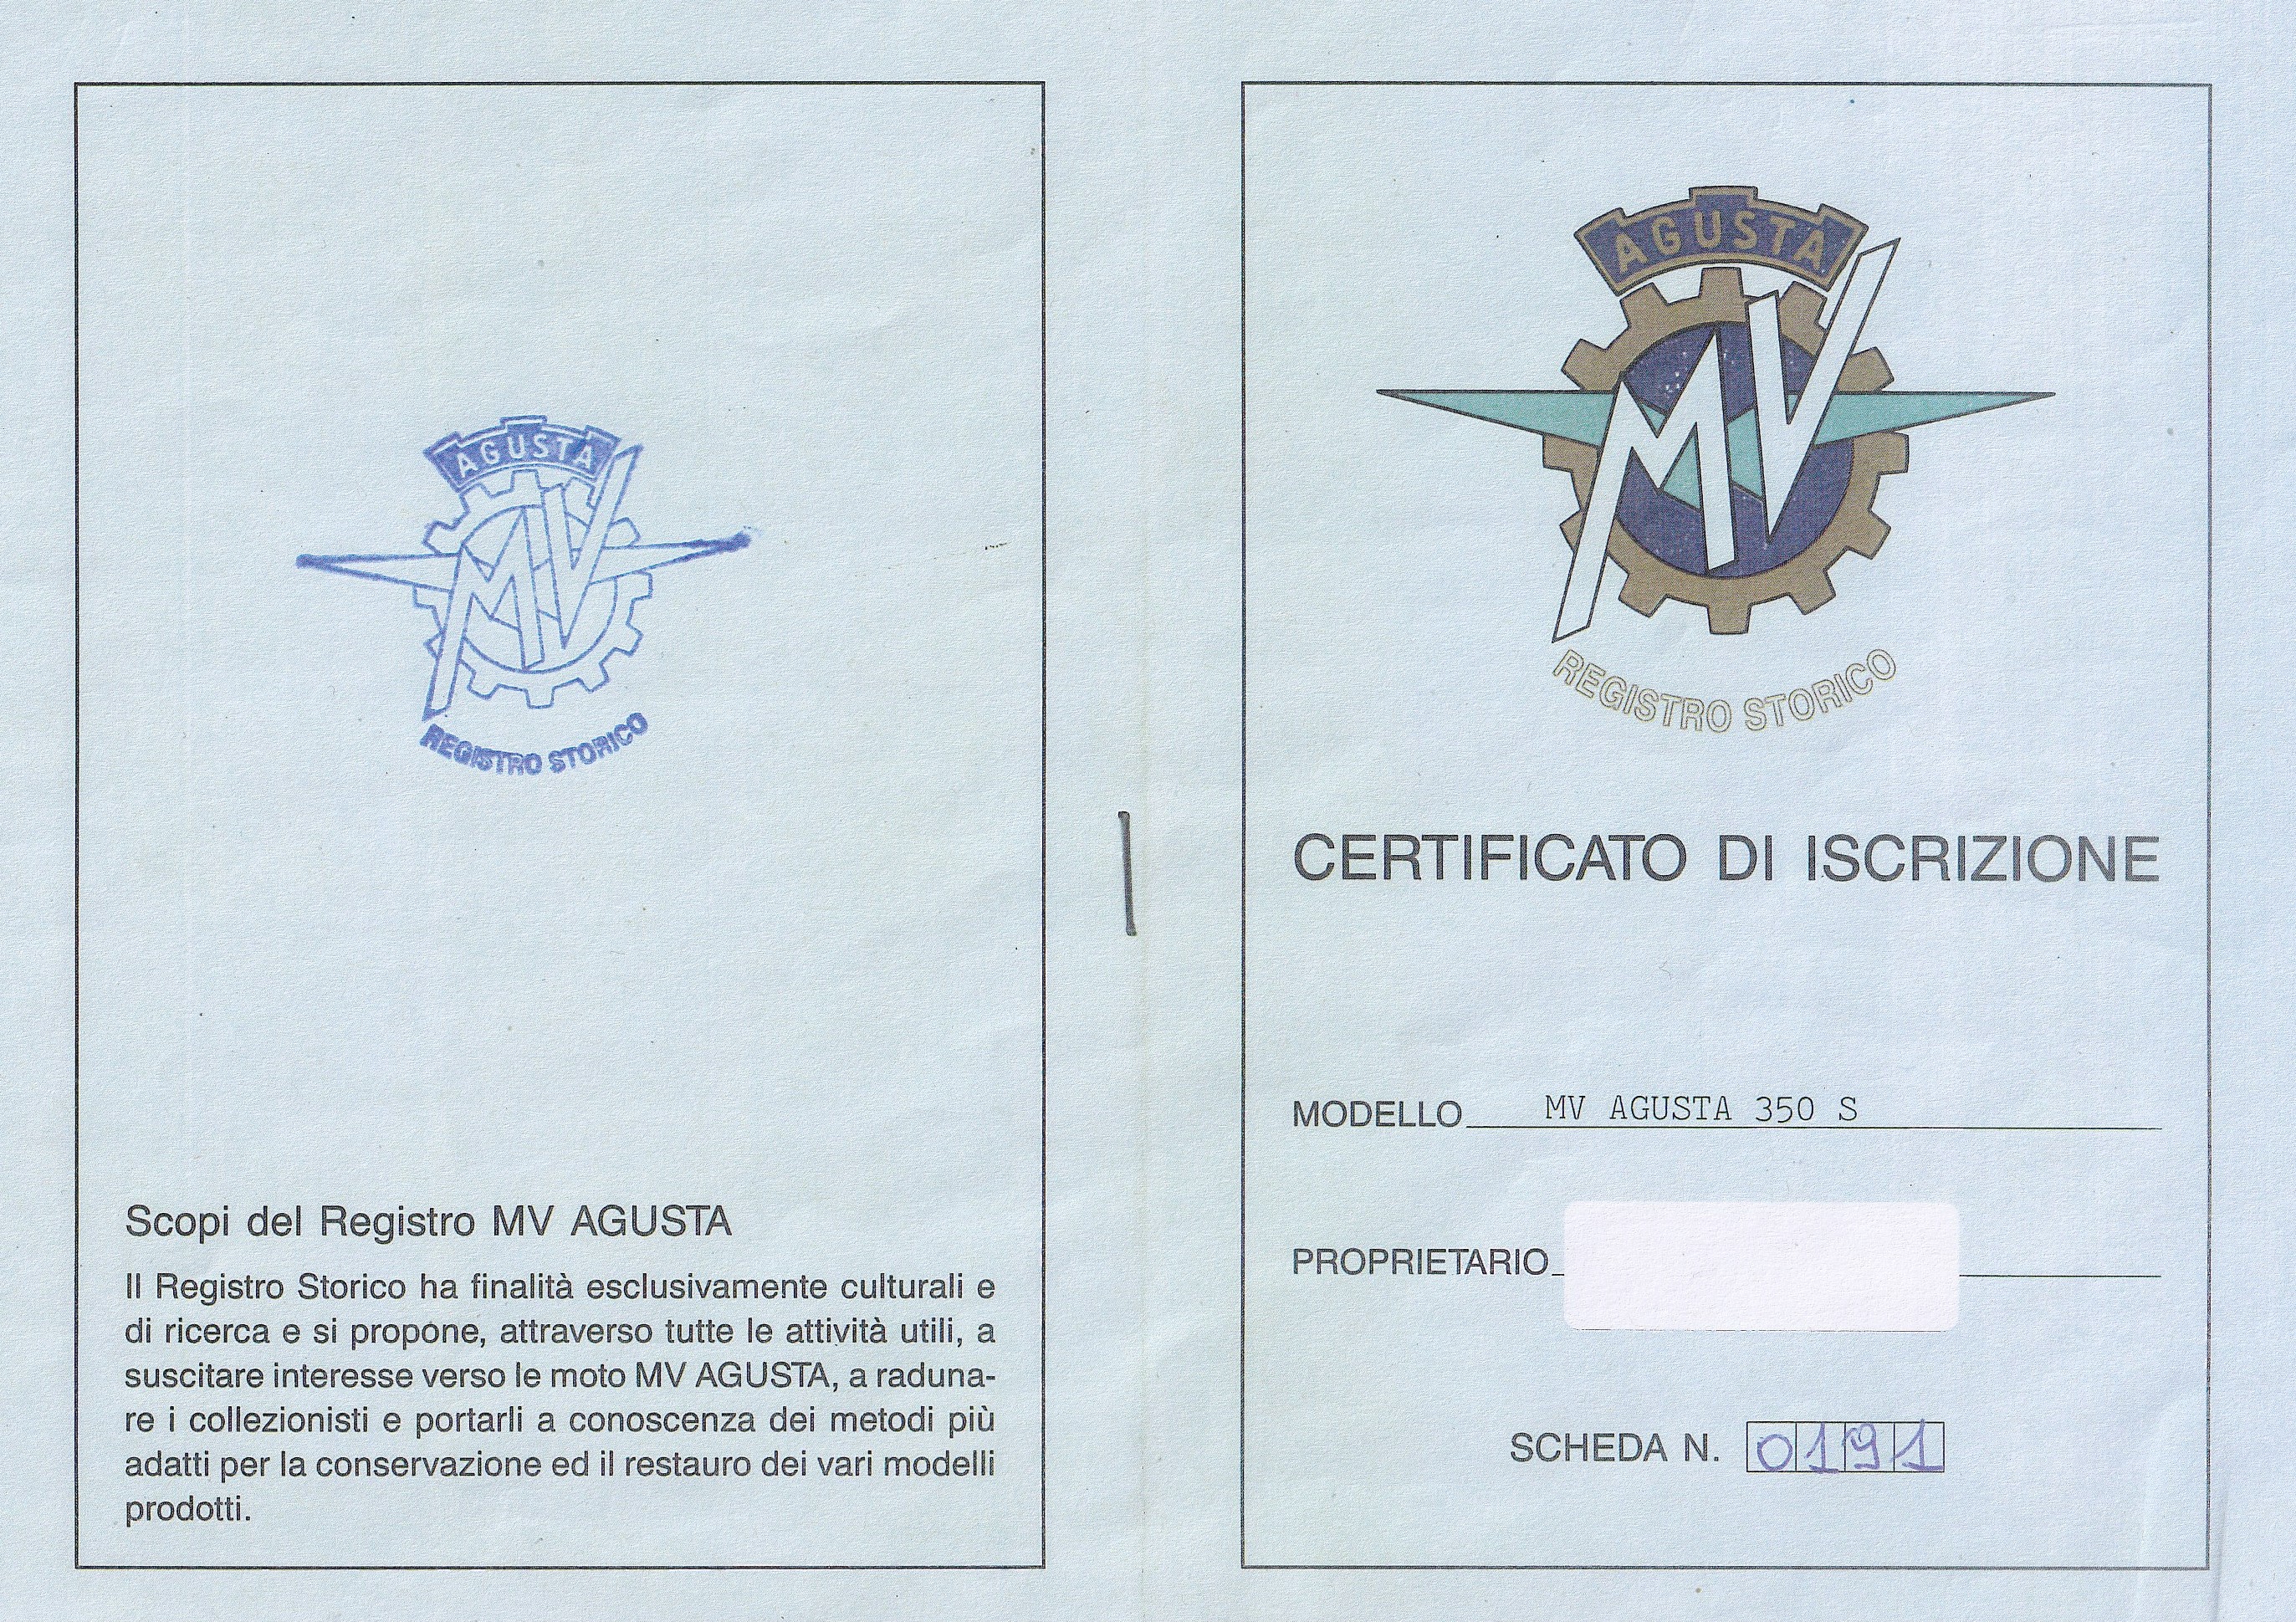 AGUSTA
MV
REGISTRO STORICO
Scopi del Registro MV AGUSTA
Il Registro Storico ha finalità esclusivamente culturali e
di ricerca e si propone, attraverso tutte le attività utili, a
suscitare interesse verso le moto MV AGUSTA, a raduna-
re i collezionisti e portarli a conoscenza dei metodi più
adatti per la conservazione ed il restauro dei vari modelli
prodotti.
AGUSTA
MV
REGISTRO STORICO
CERTIFICATO DI ISCRIZIONE
MODELLO MV AGUSTA 350 S
PROPRIETARIO
SCHEDA N. 0191